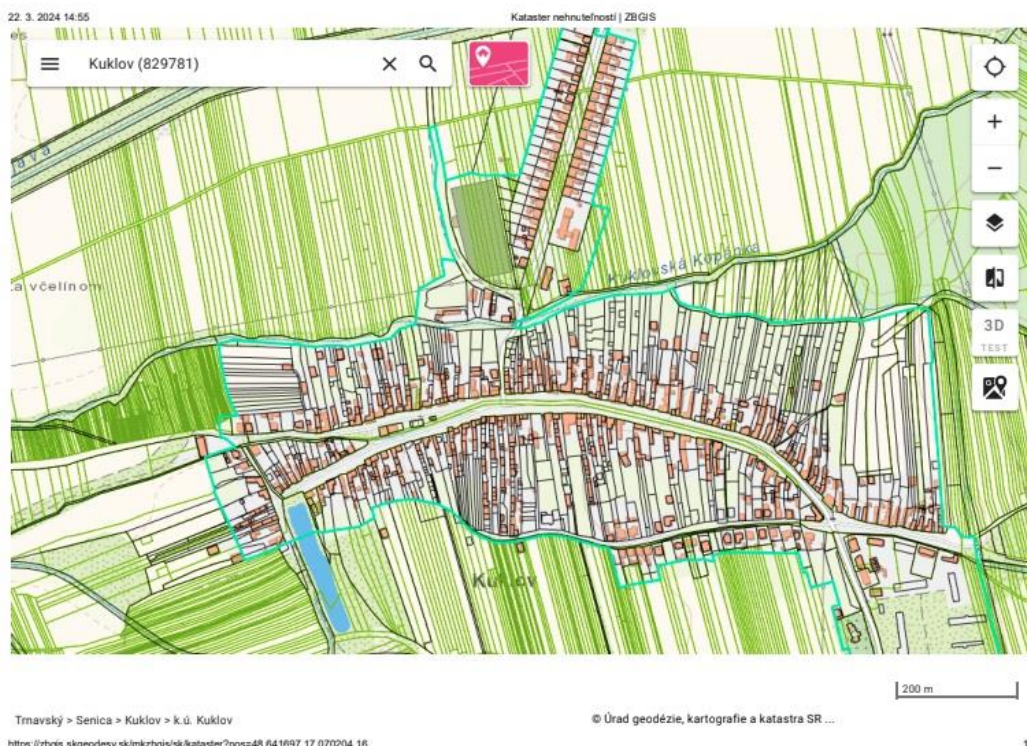 22. 3. 2024 14:55
Kataster nehnuteľností | ZBGIS
es
Kuklov (829781)
ava
Kuklovská Kopánka
a včelínom
3D
TEST
Kuklov
200 m
Trnavský > Senica > Kuklov > k.ú. Kuklov
© Úrad geodézie, kartografie a katastra SR ...
https://zbgis.skgeodesy.sk/mkzbgis/sk/kataster?pos=48.641697,17.070204,16